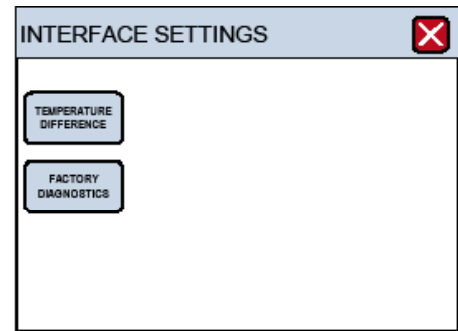 INTERFACE SETTINGS
TEMPERATURE
DIFFERENCE
FACTORY
DIAGNOSTICS